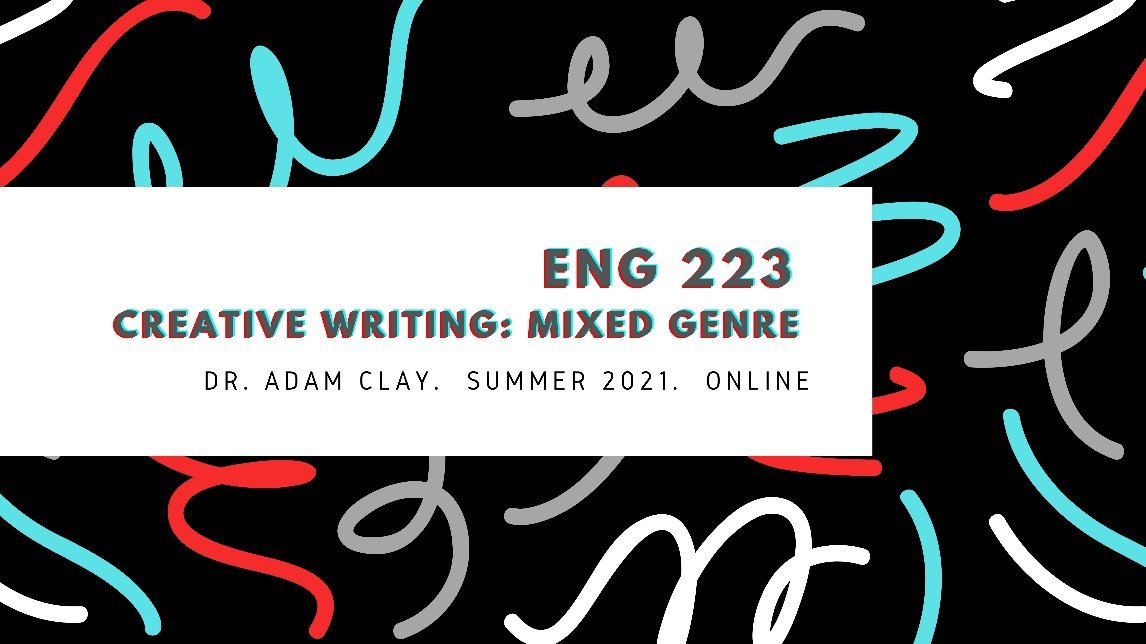 ENG 223
CREATIVE WRITING: MIXED GENRE
DR. ADAM CLAY. SUMMER 2021. ONLINE